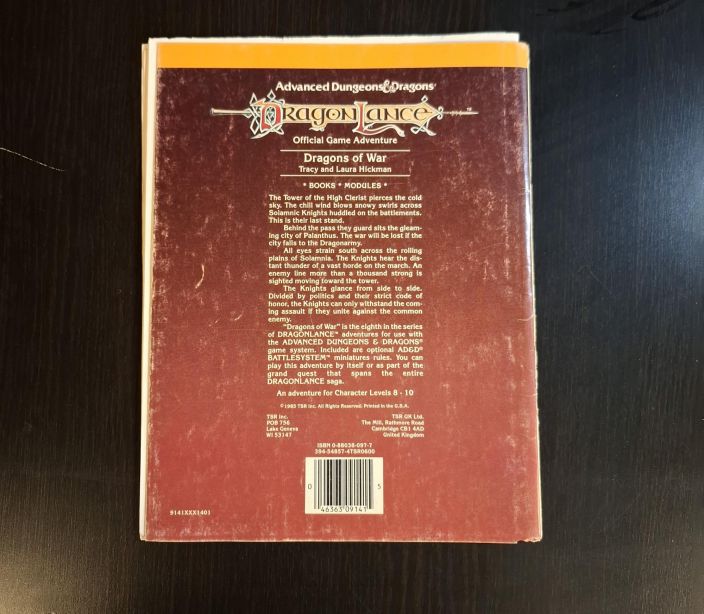 Advanced Dungeons&Dragons®
DRAGONLANCE™
Official Game Adventure
Dragons of War
Tracy and Laura Hickman
* BOOKS * MODULES *
The Tower of the High Clerist pierces the cold
sky. The chill wind blows snowy swirls across
Solamnic Knights huddled on the battlements.
This is their last stand.
Behind the pass they guard sits the gleam-
ing city of Palanthus. The war will be lost if the
city falls to the Dragonarmy.
All eyes strain south across the rolling
plains of Solamnia. The Knights hear the dis-
tant thunder of a vast horde on the march. An
enemy line more than a thousand strong is
sighted moving toward the tower.
The Knights glance from side to side.
Divided by politics and their strict code of
honor, the Knights can only withstand the com-
ing assault if they unite against the common
enemy.
"Dragons of War" is the eighth in the series
of DRAGONLANCE™ adventures for use with
the ADVANCED DUNGEONS & DRAGONS®
game system. Included are optional AD&D®
BATTLESYSTEM™ miniatures rules. You can
play this adventure by itself or as part of the
grand quest that spans the entire
DRAGONLANCE saga.
An adventure for Character Levels 8 - 10
©1985 TSR Inc. All Rights Reserved. Printed in the U.S.A.
TSR Inc.
POB 756
Lake Geneva
WI 53147
TSR UK Ltd.
The Mill, Rathmore Road
Cambridge CB1 4AD
United Kingdom
ISBN 0-88038-097-7
394-54857-4TSR0600
0 46363 09141 5
9141XXX1401